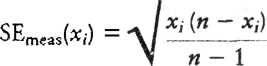 SE_meas(x_i) = √(x_i (n − x_i) / (n − 1))